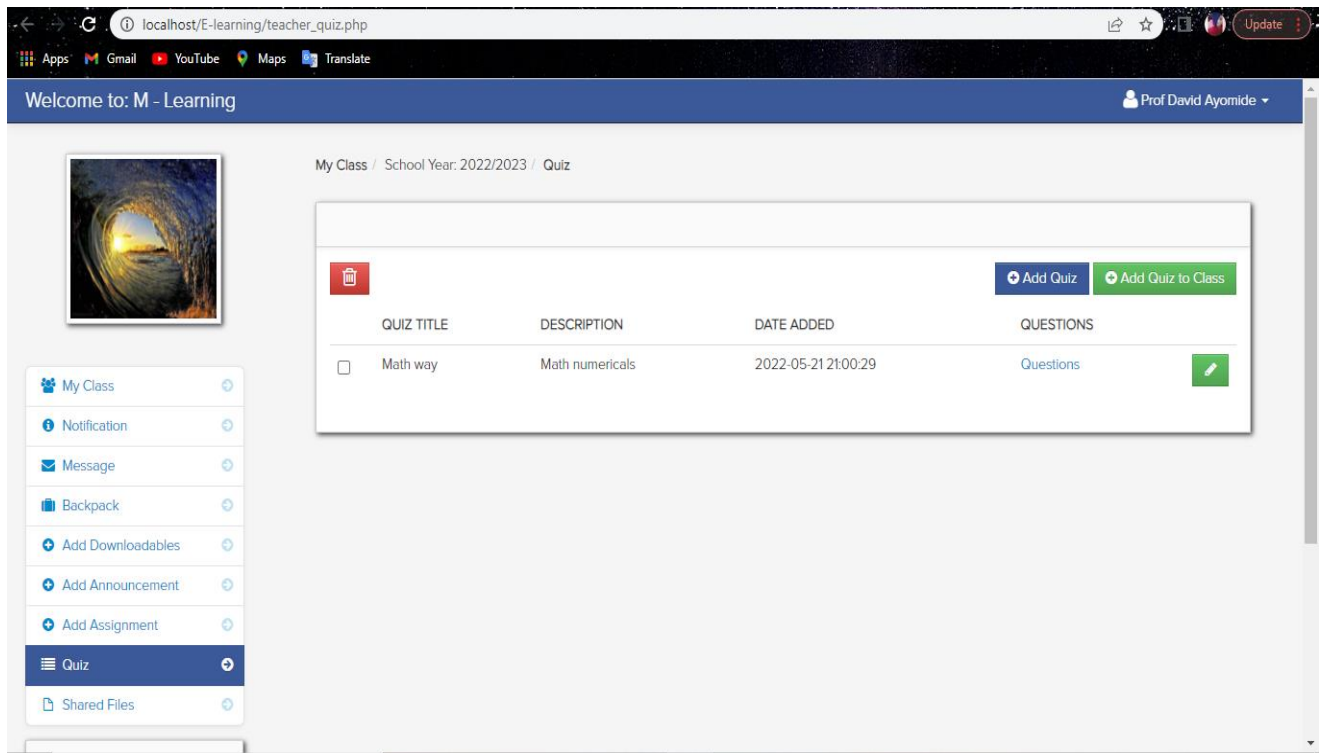 localhost/E-learning/teacher_quiz.php
Update
Apps Gmail YouTube Maps Translate
Welcome to: M - Learning
Prof David Ayomide
My Class / School Year: 2022/2023 / Quiz
Add Quiz
Add Quiz to Class
QUIZ TITLE DESCRIPTION DATE ADDED QUESTIONS
Math way Math numericals 2022-05-21 21:00:29 Questions
My Class
Notification
Message
Backpack
Add Downloadables
Add Announcement
Add Assignment
Quiz
Shared Files